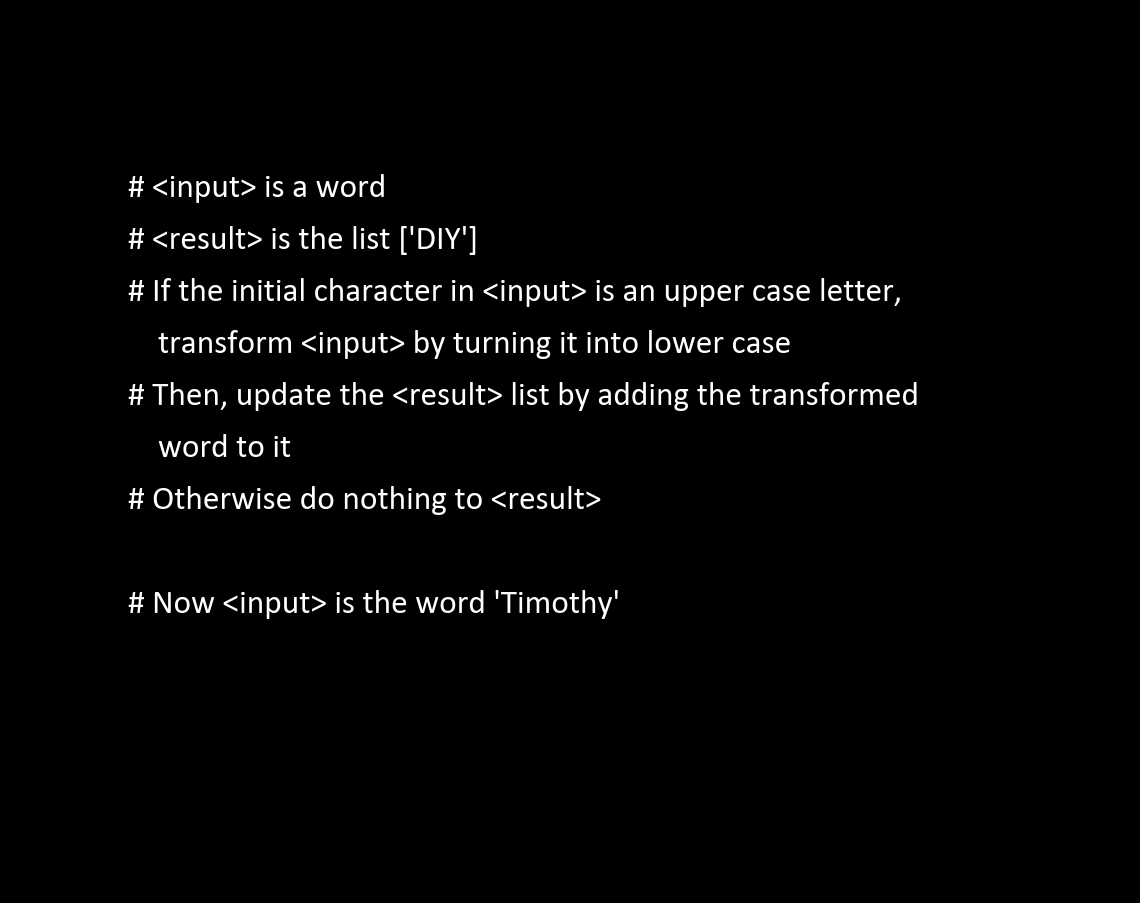 # <input> is a word
# <result> is the list ['DIY']
# If the initial character in <input> is an upper case letter,
transform <input> by turning it into lower case
# Then, update the <result> list by adding the transformed
word to it
# Otherwise do nothing to <result>
# Now <input> is the word 'Timothy'